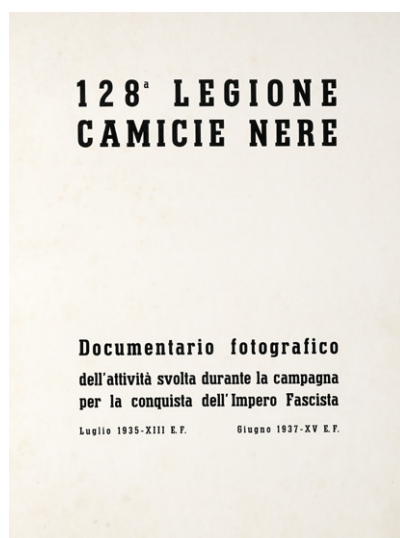 128ª LEGIONE
CAMICIE NERE
Documentario fotografico
dell'attività svolta durante la campagna
per la conquista dell'Impero Fascista
Luglio 1935-XIII E.F. Giugno 1937-XV E.F.